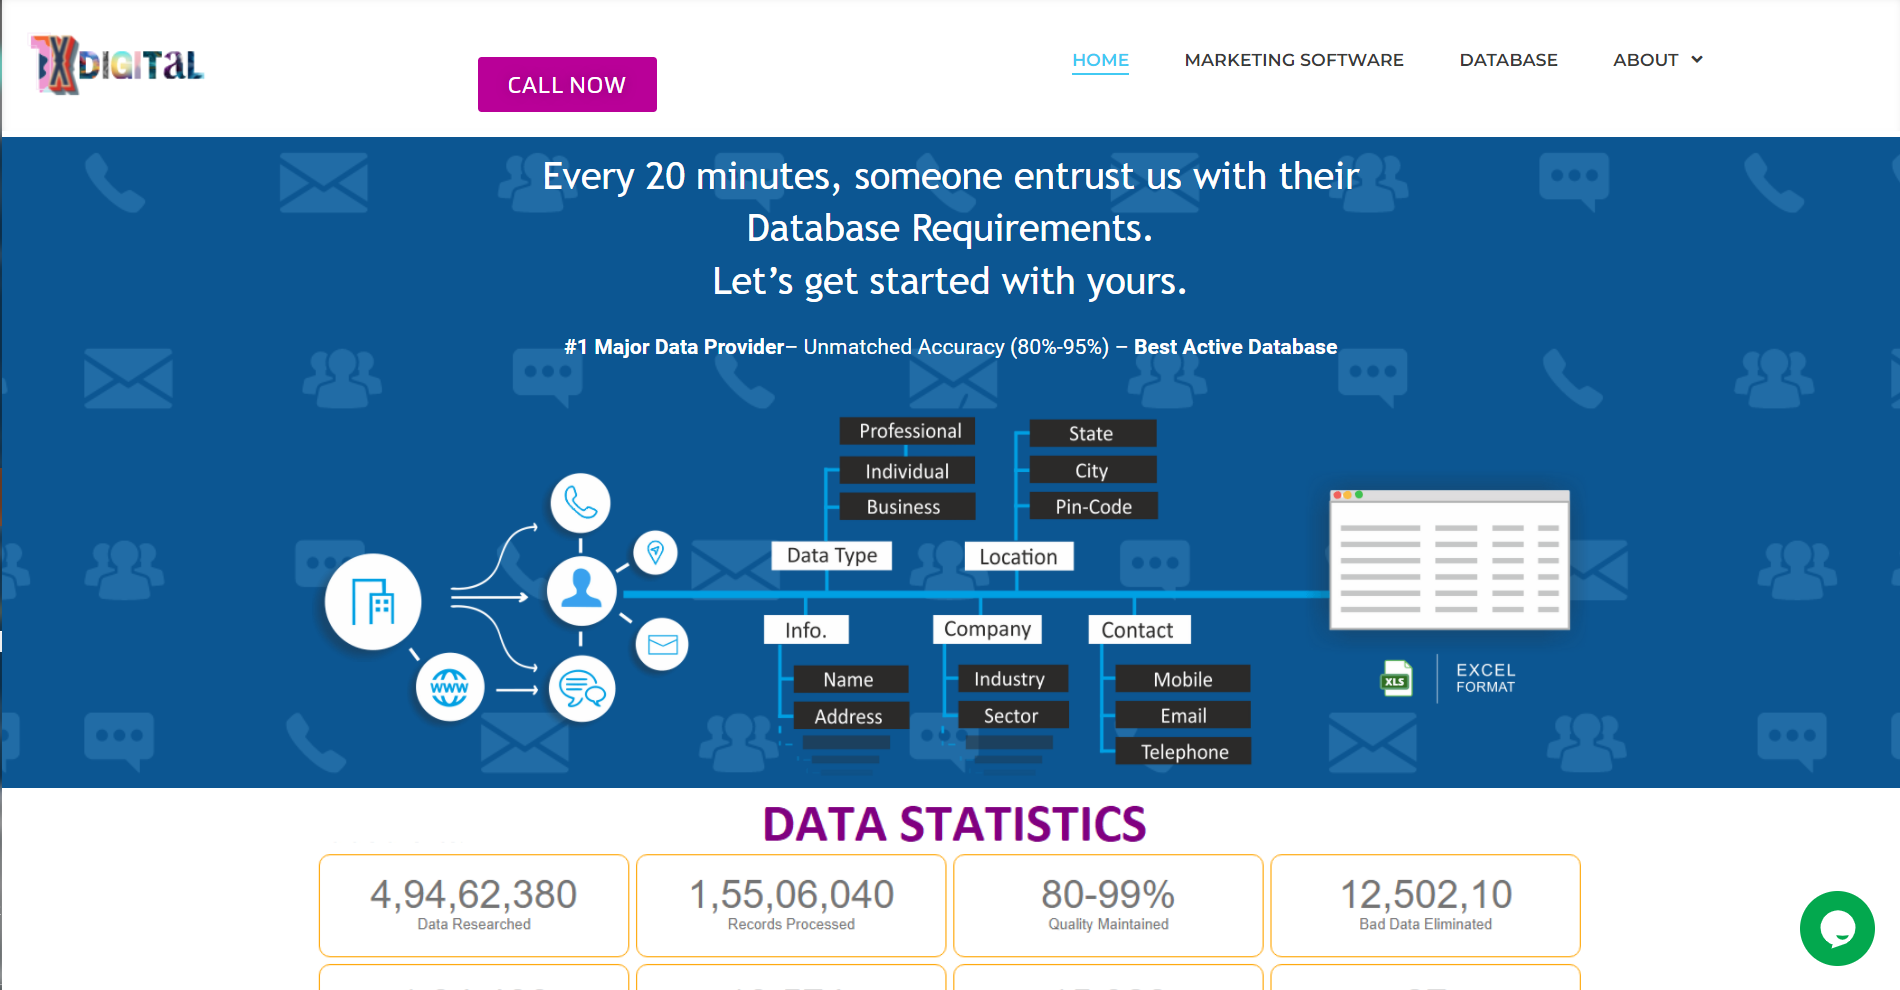 XDIGITAL
CALL NOW
HOME
MARKETING SOFTWARE
DATABASE
ABOUT
Every 20 minutes, someone entrust us with their
Database Requirements.
Let’s get started with yours.
#1 Major Data Provider– Unmatched Accuracy (80%-95%) – Best Active Database
Professional
Individual
Business
Data Type
State
City
Pin-Code
Location
WWW
Info.
Name
Address
Company
Industry
Sector
Contact
Mobile
Email
Telephone
XLS
EXCEL
FORMAT
DATA STATISTICS
4,94,62,380
Data Researched
1,55,06,040
Records Processed
80-99%
Quality Maintained
12,502,10
Bad Data Eliminated